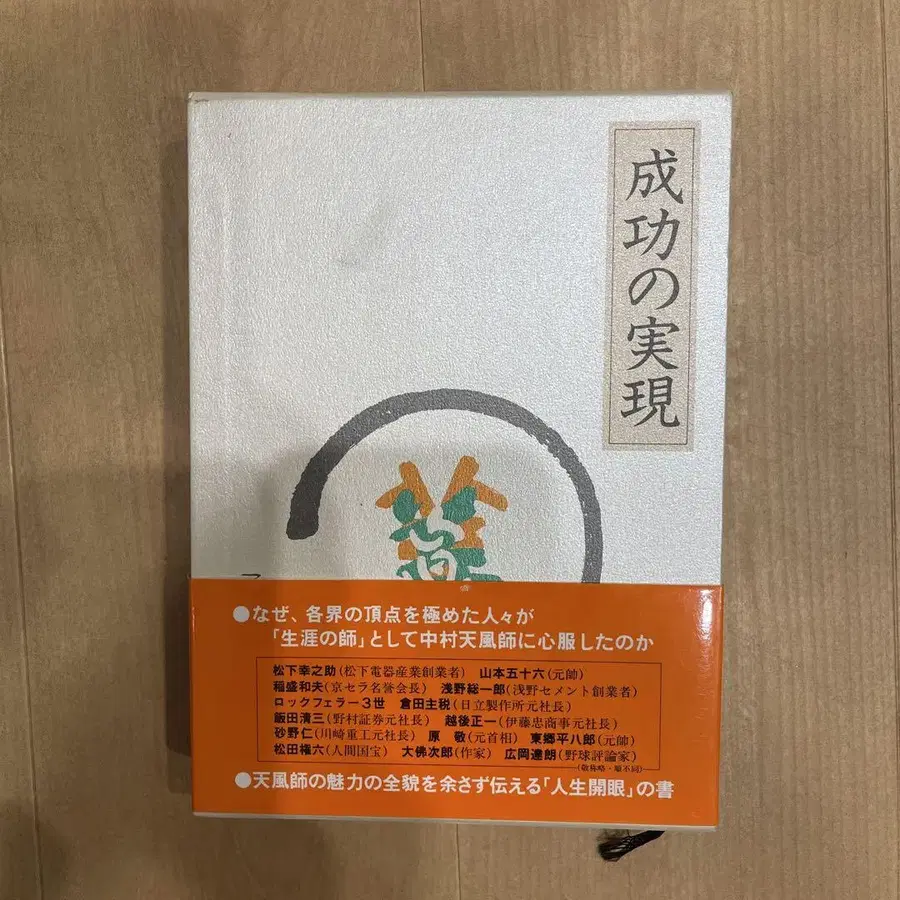 成功の実現
●なぜ、各界の頂点を極めた人々が
「生涯の師」として中村天風師に心服したのか
松下幸之助(松下電器産業創業者) 山本五十六(元帥)
稲盛和夫(京セラ名誉会長) 浅野総一郎(浅野セメント創業者)
ロックフェラー3世 倉田主税(日立製作所元社長)
飯田清三(野村証券元社長) 越後正一(伊藤忠商事元社長)
砂野仁(川崎重工元社長) 原 敬(元首相) 東郷平八郎(元帥)
松田権六(人間国宝) 大佛次郎(作家) 広岡達朗(野球評論家)
(敬称略・順不同)
●天風師の魅力の全貌を余さず伝える「人生開眼」の書